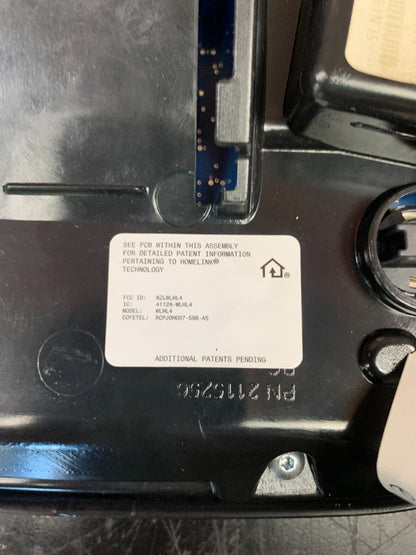 SEE PCB WITHIN THIS ASSEMBLY
FOR DETAILED PATENT INFORMATION
PERTAINING TO HOMELINK®
TECHNOLOGY
®
FCC ID: NZLWLHL4
IC: 4112A-WLHL4
MODEL: WLHL4
COFETEL: RCPJOHO07-598-AS
ADDITIONAL PATENTS PENDING
PN 2115256